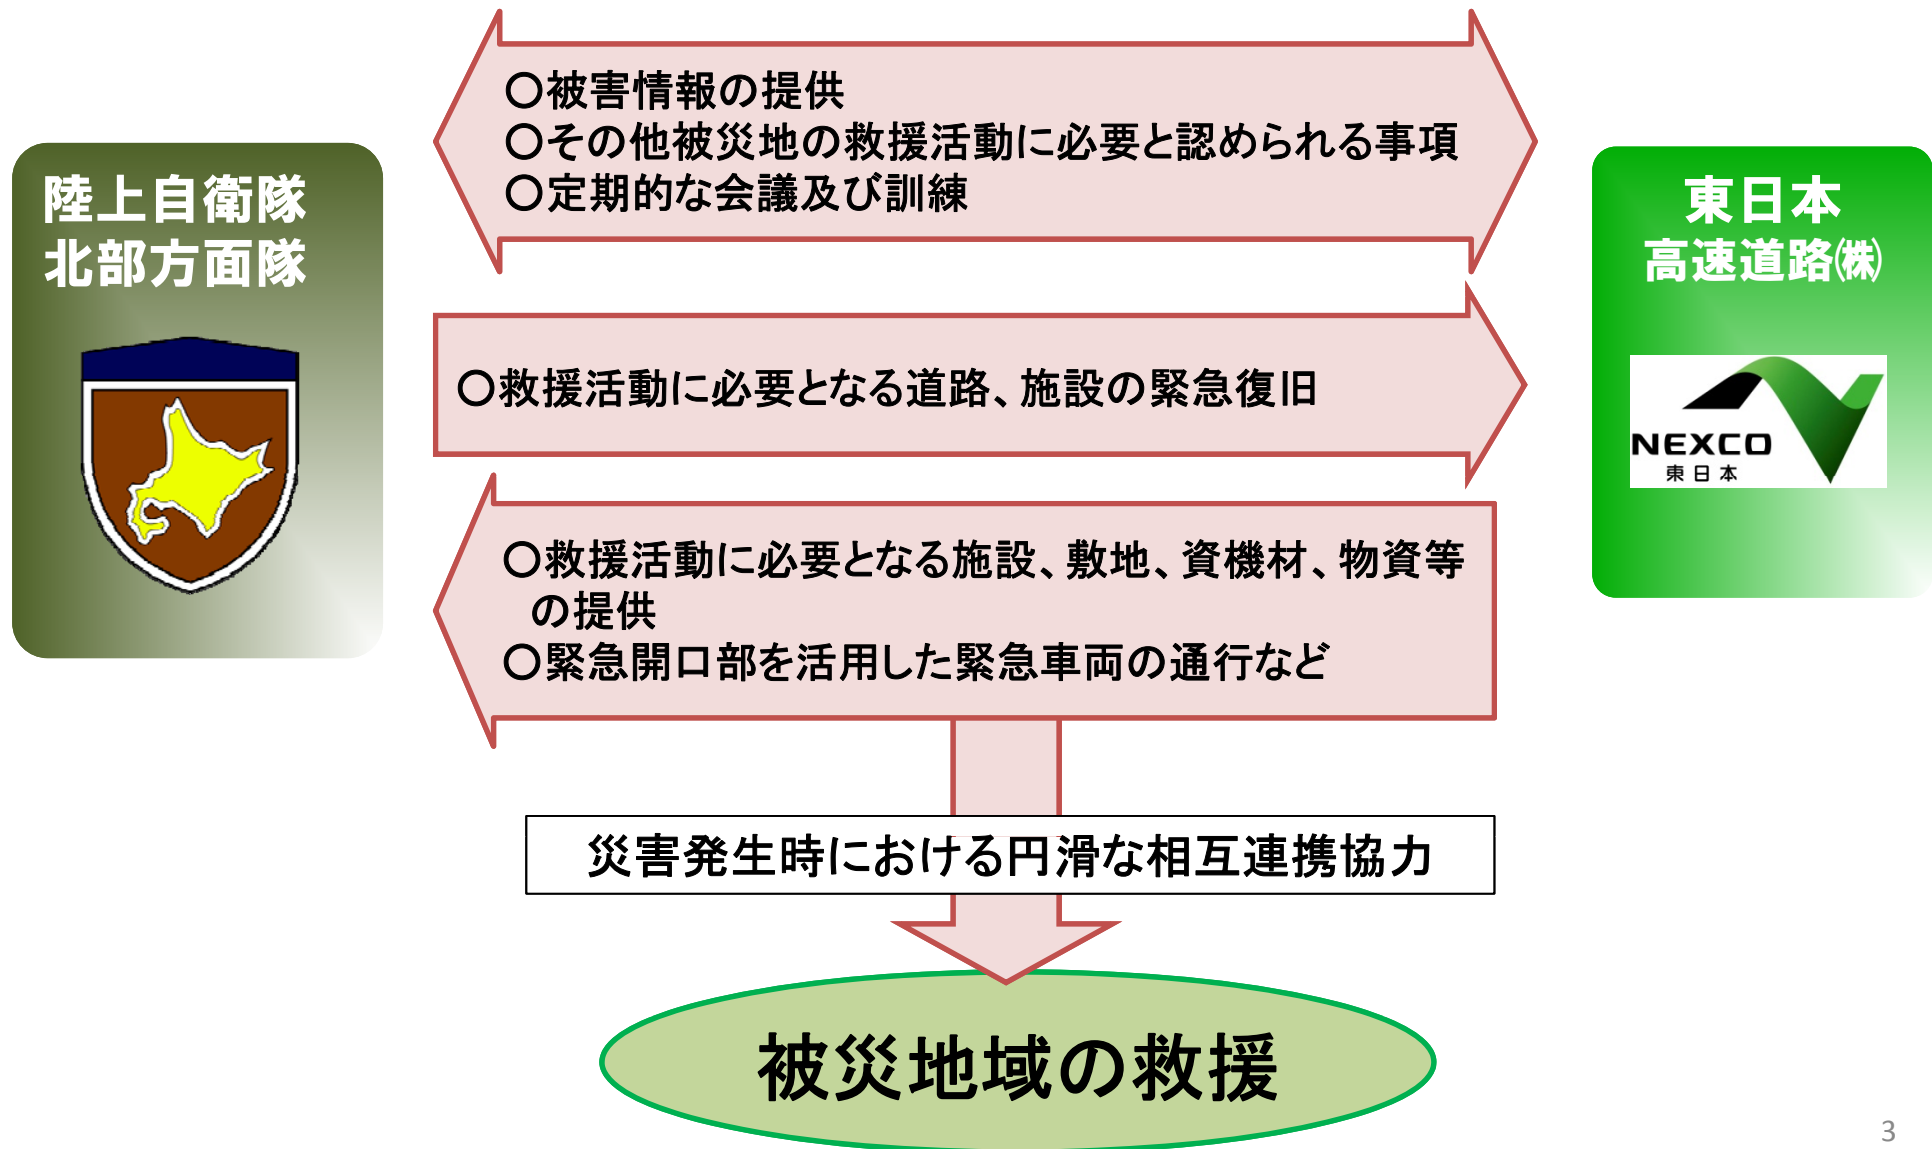 〇被害情報の提供
〇その他被災地の救援活動に必要と認められる事項
〇定期的な会議及び訓練
陸上自衛隊
北部方面隊
東日本
高速道路㈱
〇救援活動に必要となる道路、施設の緊急復旧
NEXCO
東日本
〇救援活動に必要となる施設、敷地、資機材、物資等
の提供
〇緊急開口部を活用した緊急車両の通行など
災害発生時における円滑な相互連携協力
被災地域の救援
3